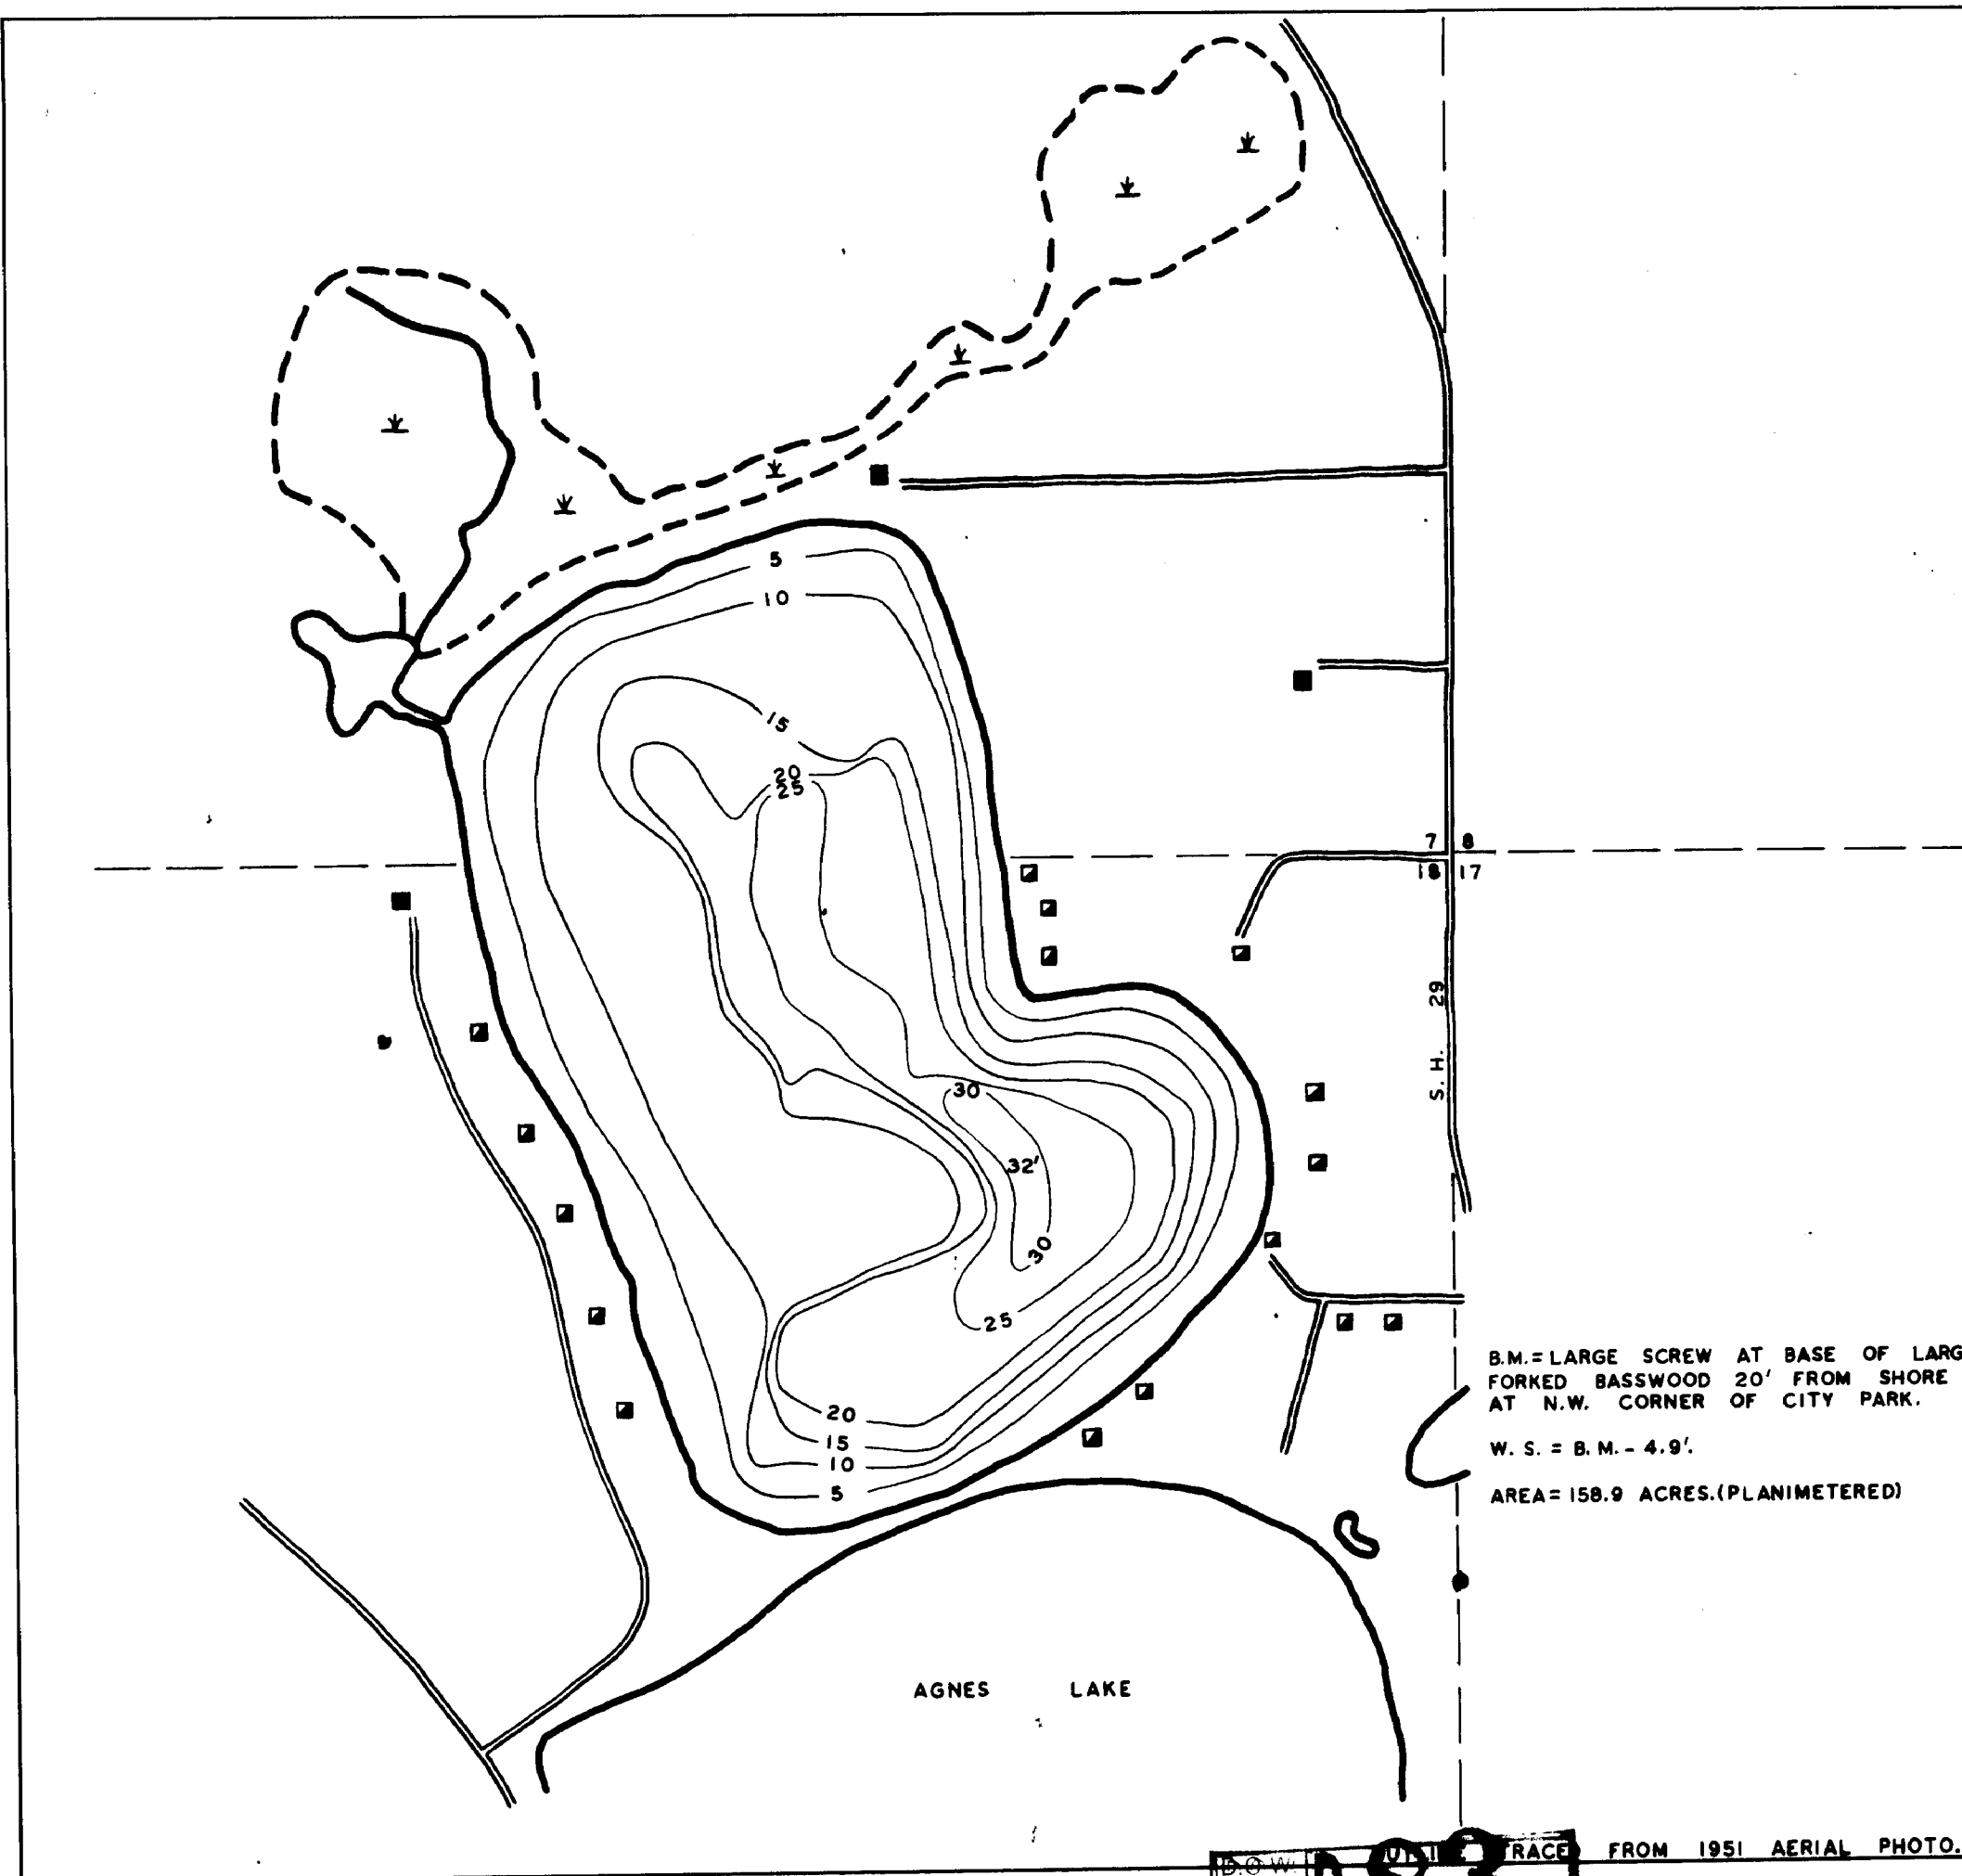 5
10
15
20
25
7 8
18 17
S. H. 29
30
32'
30
25
20
15
10
5
B.M. = LARGE SCREW AT BASE OF LARG
FORKED BASSWOOD 20' FROM SHORE
AT N.W. CORNER OF CITY PARK.
W. S. = B. M. - 4.9'.
AREA = 158.9 ACRES. (PLANIMETERED)
AGNES LAKE
FROM 1951 AERIAL PHOTO.
D.O.W.